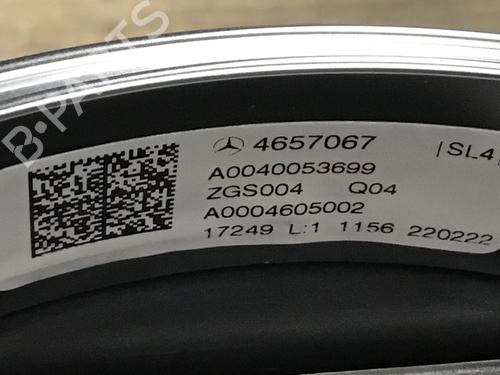 B-PARTS
4657067 |SL4
A0040053699
ZGS004 Q04
A0004605002
17249 L:1 1156 220222